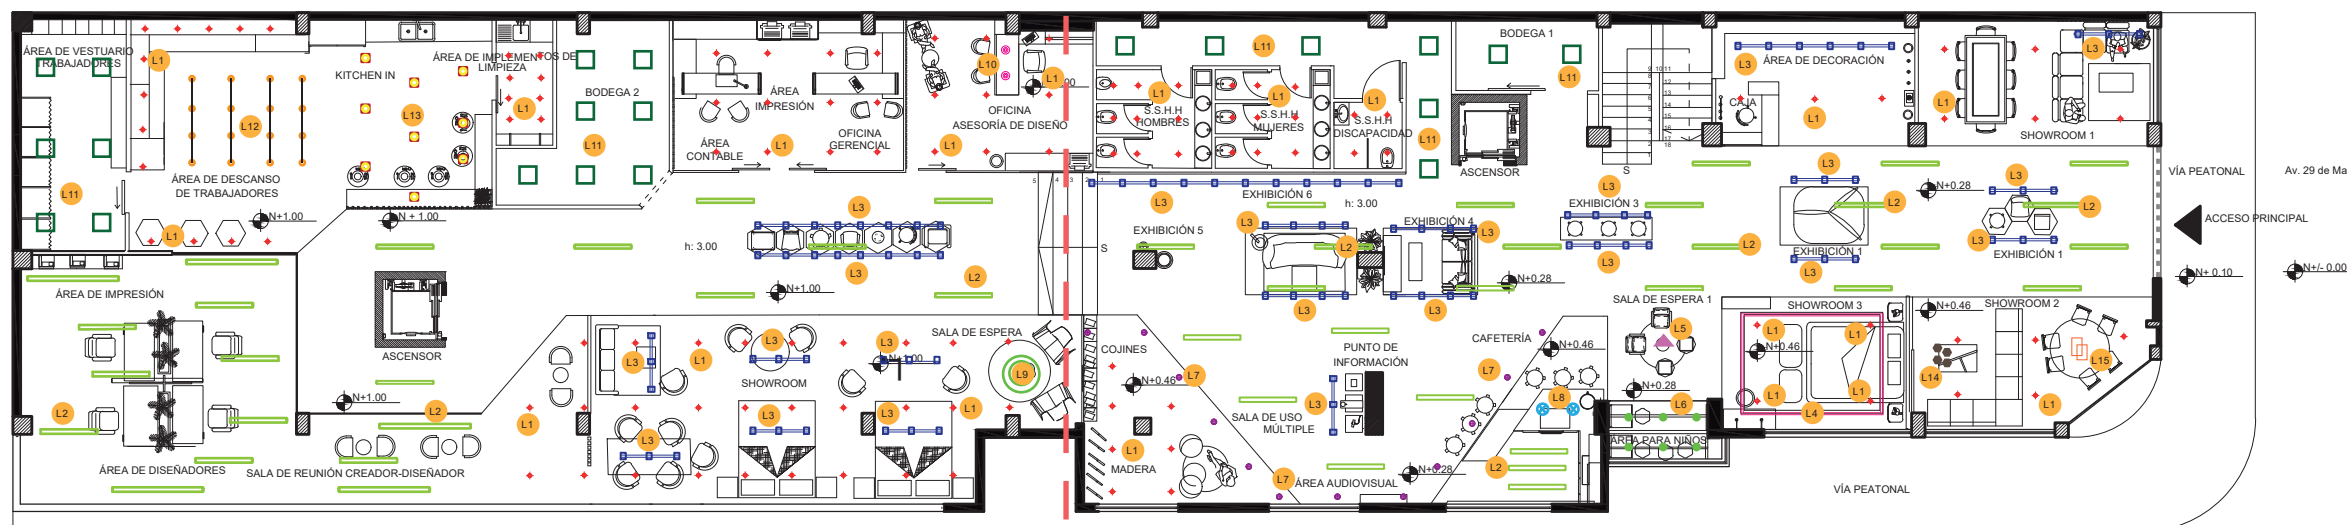 ÁREA DE VESTUARIO
TRABAJADORES
L1
KITCHEN IN
ÁREA DE IMPLEMENTOS DE
LIMPIEZA
L1
L13
L12
L11
ÁREA DE DESCANSO
DE TRABAJADORES
L1
N+1.00
N + 1.00
BODEGA 2
L11
ÁREA
IMPRESIÓN
ÁREA
CONTABLE
L1
OFICINA
GERENCIAL
L10
L1
OFICINA
ASESORÍA DE DISEÑO
L1
L11
L1
S.S.H.H
HOMBRES
L1
S.S.H.H
MUJERES
L1
S.S.H.H
DISCAPACIDAD
L11
BODEGA 1
L11
ASCENSOR
S
L3
ÁREA DE DECORACIÓN
CAJA
L1
L3
L1
SHOWROOM 1
VÍA PEATONAL
Av. 29 de Ma
ACCESO PRINCIPAL
N+ 0.10
N+/- 0.00
EXHIBICIÓN 6
L3
h: 3.00
EXHIBICIÓN 5
L3
L2
EXHIBICIÓN 4
L3
L3
L3
L3
EXHIBICIÓN 3
L3
N+0.28
L2
L3
L2
EXHIBICIÓN 1
L3
N+0.28
L3
L2
L3
EXHIBICIÓN 1
h: 3.00
L3
L3
L2
N+1.00
S
ÁREA DE IMPRESIÓN
L2
ÁREA DE DISEÑADORES
ASCENSOR
N+1.00
L2
SALA DE REUNIÓN CREADOR-DISEÑADOR
L1
L3
L1
L3
L3
SHOWROOM
L3
L3
N+1.00
L3
L1
SALA DE ESPERA
L9
COJINES
N+0.46
L7
L1
MADERA
SALA DE USO
MÚLTIPLE
L7
PUNTO DE
INFORMACIÓN
L3
ÁREA AUDIOVISUAL
N+0.28
CAFETERÍA
N+0.46
L7
L8
L2
SALA DE ESPERA 1
L5
N+0.28
L6
ÁREA PARA NIÑOS
SHOWROOM 3
L1
L1
N+0.46
L1
L1
L4
SHOWROOM 2
N+0.46
L14
L15
L1
VÍA PEATONAL